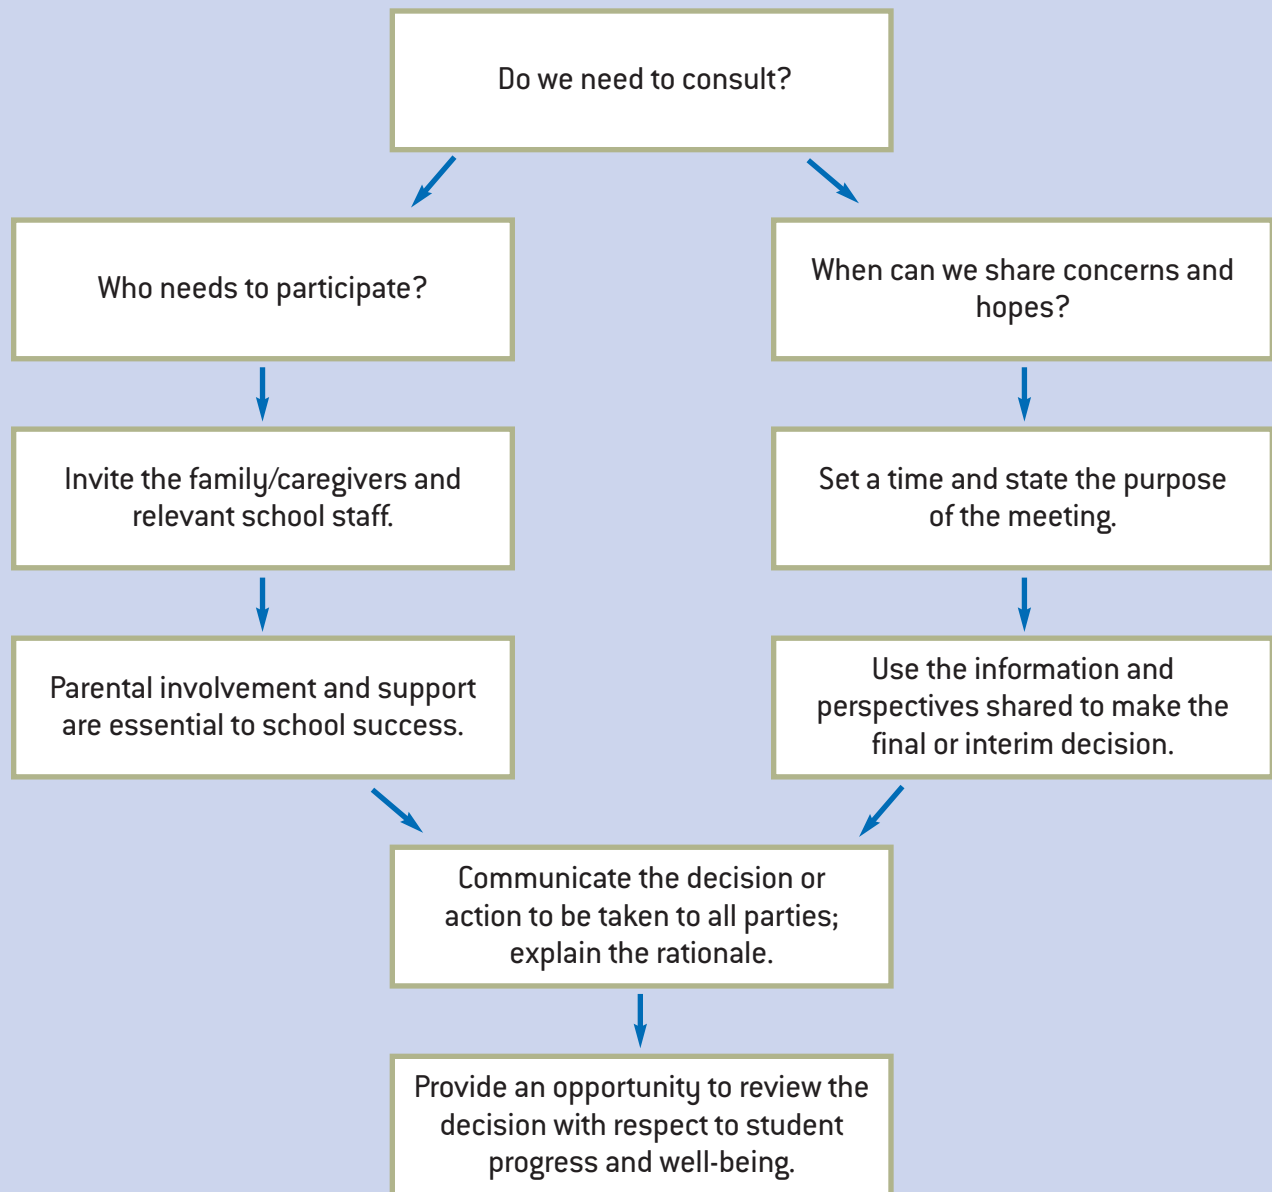 Do we need to consult?
Who needs to participate?
When can we share concerns and
hopes?
Invite the family/caregivers and
relevant school staff.
Set a time and state the purpose
of the meeting.
Parental involvement and support
are essential to school success.
Use the information and
perspectives shared to make the
final or interim decision.
Communicate the decision or
action to be taken to all parties;
explain the rationale.
Provide an opportunity to review the
decision with respect to student
progress and well-being.